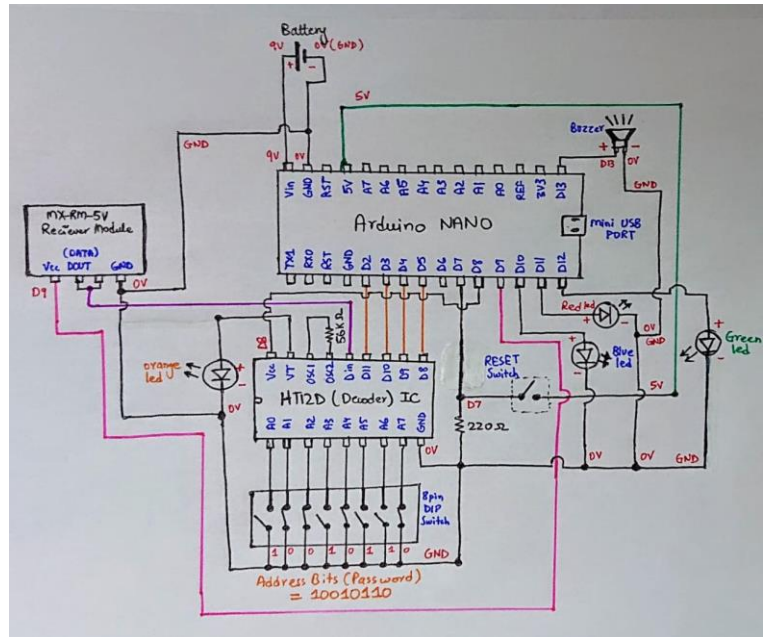 Battery
9V
0V (GND)
+
-
5V
GND
9V
0V
Buzzer
+
-
D13
0V
GND
Vin
GND
RST
5V
A7
A6
A15
A4
A3
A2
A1
A0
REF
3V3
D13
Arduino NANO
mini USB
PORT
TX1
RX0
RST
GND
D2
D3
D4
D5
D6
D7
D8
D9
D10
D11
D12
MX-RM-5V
Reciever Module
(DATA)
Vcc
DOUT
GND
D9
0V
D8
56KΩ
Red led
+
-
0V
GND
+
-
Blue led
+
-
Green
led
orange
led
+
-
0V
Vcc
VT
OSC1
OSC2
Din
D11
D10
D9
D8
HT12D (Decoder) IC
A0
A1
A2
A3
A4
A5
A6
A7
GND
0V
RESET
Switch
D7
5V
220Ω
0V
0V
GND
8pin
DIP
Switch
1
0
0
1
0
1
1
0
GND
Address Bits (Password)
= 10010110